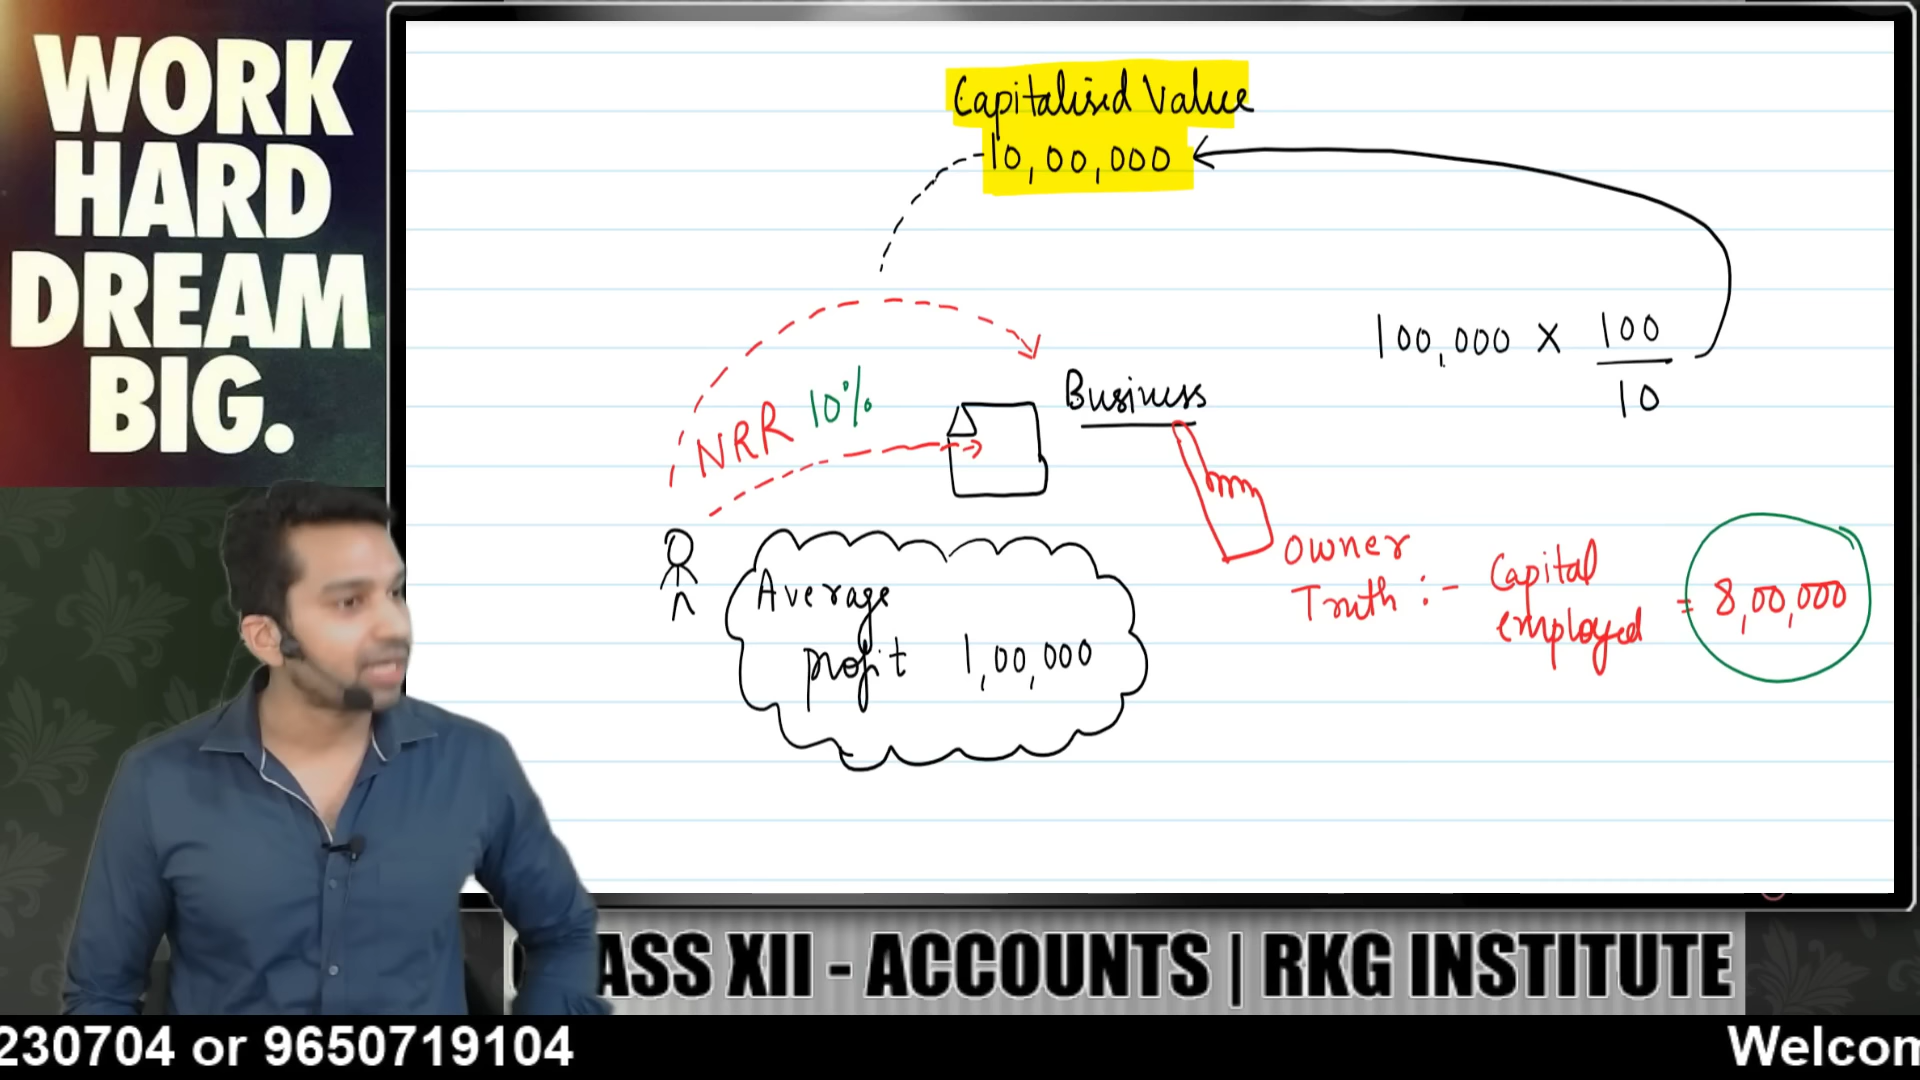 WORK
HARD
DREAM
BIG.
Capitalised Value
10,00,000
100,000 × 100
10
Business
NRR 10%
Owner
Truth :- Capital
employed = 8,00,000
Average
profit 1,00,000
ASS XII - ACCOUNTS | RKG INSTITUTE
230704 or 9650719104
Welcom